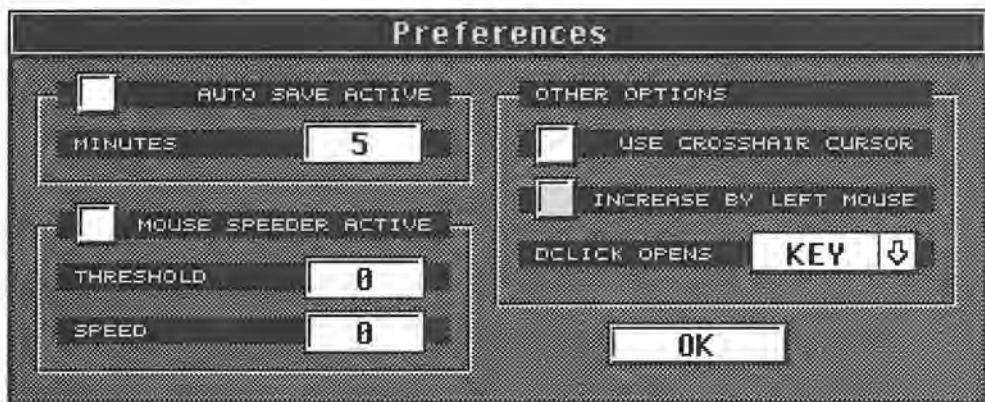 Preferences
AUTO SAVE ACTIVE
MINUTES 5
MOUSE SPEEDER ACTIVE
THRESHOLD 0
SPEED 0
OTHER OPTIONS
USE CROSSHAIR CURSOR
INCREASE BY LEFT MOUSE
DCLICK OPENS KEY
OK